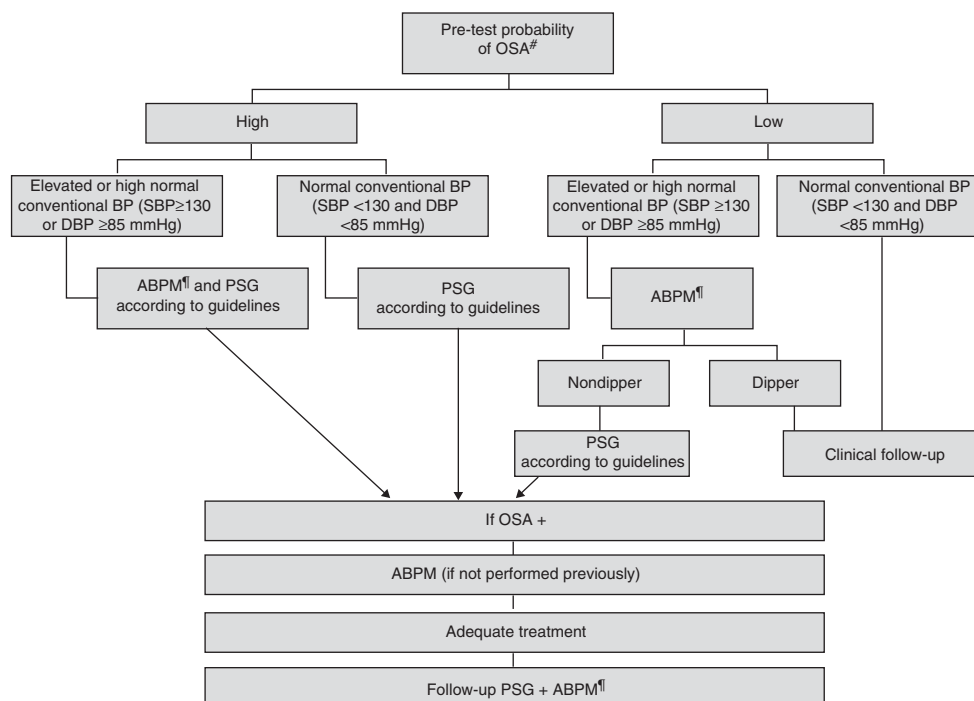 Pre-test probability
of OSA#
High
Low
Elevated or high normal
conventional BP (SBP≥130
or DBP ≥85 mmHg)
Normal conventional BP
(SBP <130 and DBP
<85 mmHg)
Elevated or high normal
conventional BP (SBP ≥130
or DBP ≥85 mmHg)
Normal conventional BP
(SBP <130 and DBP
<85 mmHg)
ABPM¶ and PSG
according to guidelines
PSG
according to guidelines
ABPM¶
Nondipper
Dipper
PSG
according to guidelines
Clinical follow-up
If OSA +
ABPM (if not performed previously)
Adequate treatment
Follow-up PSG + ABPM¶